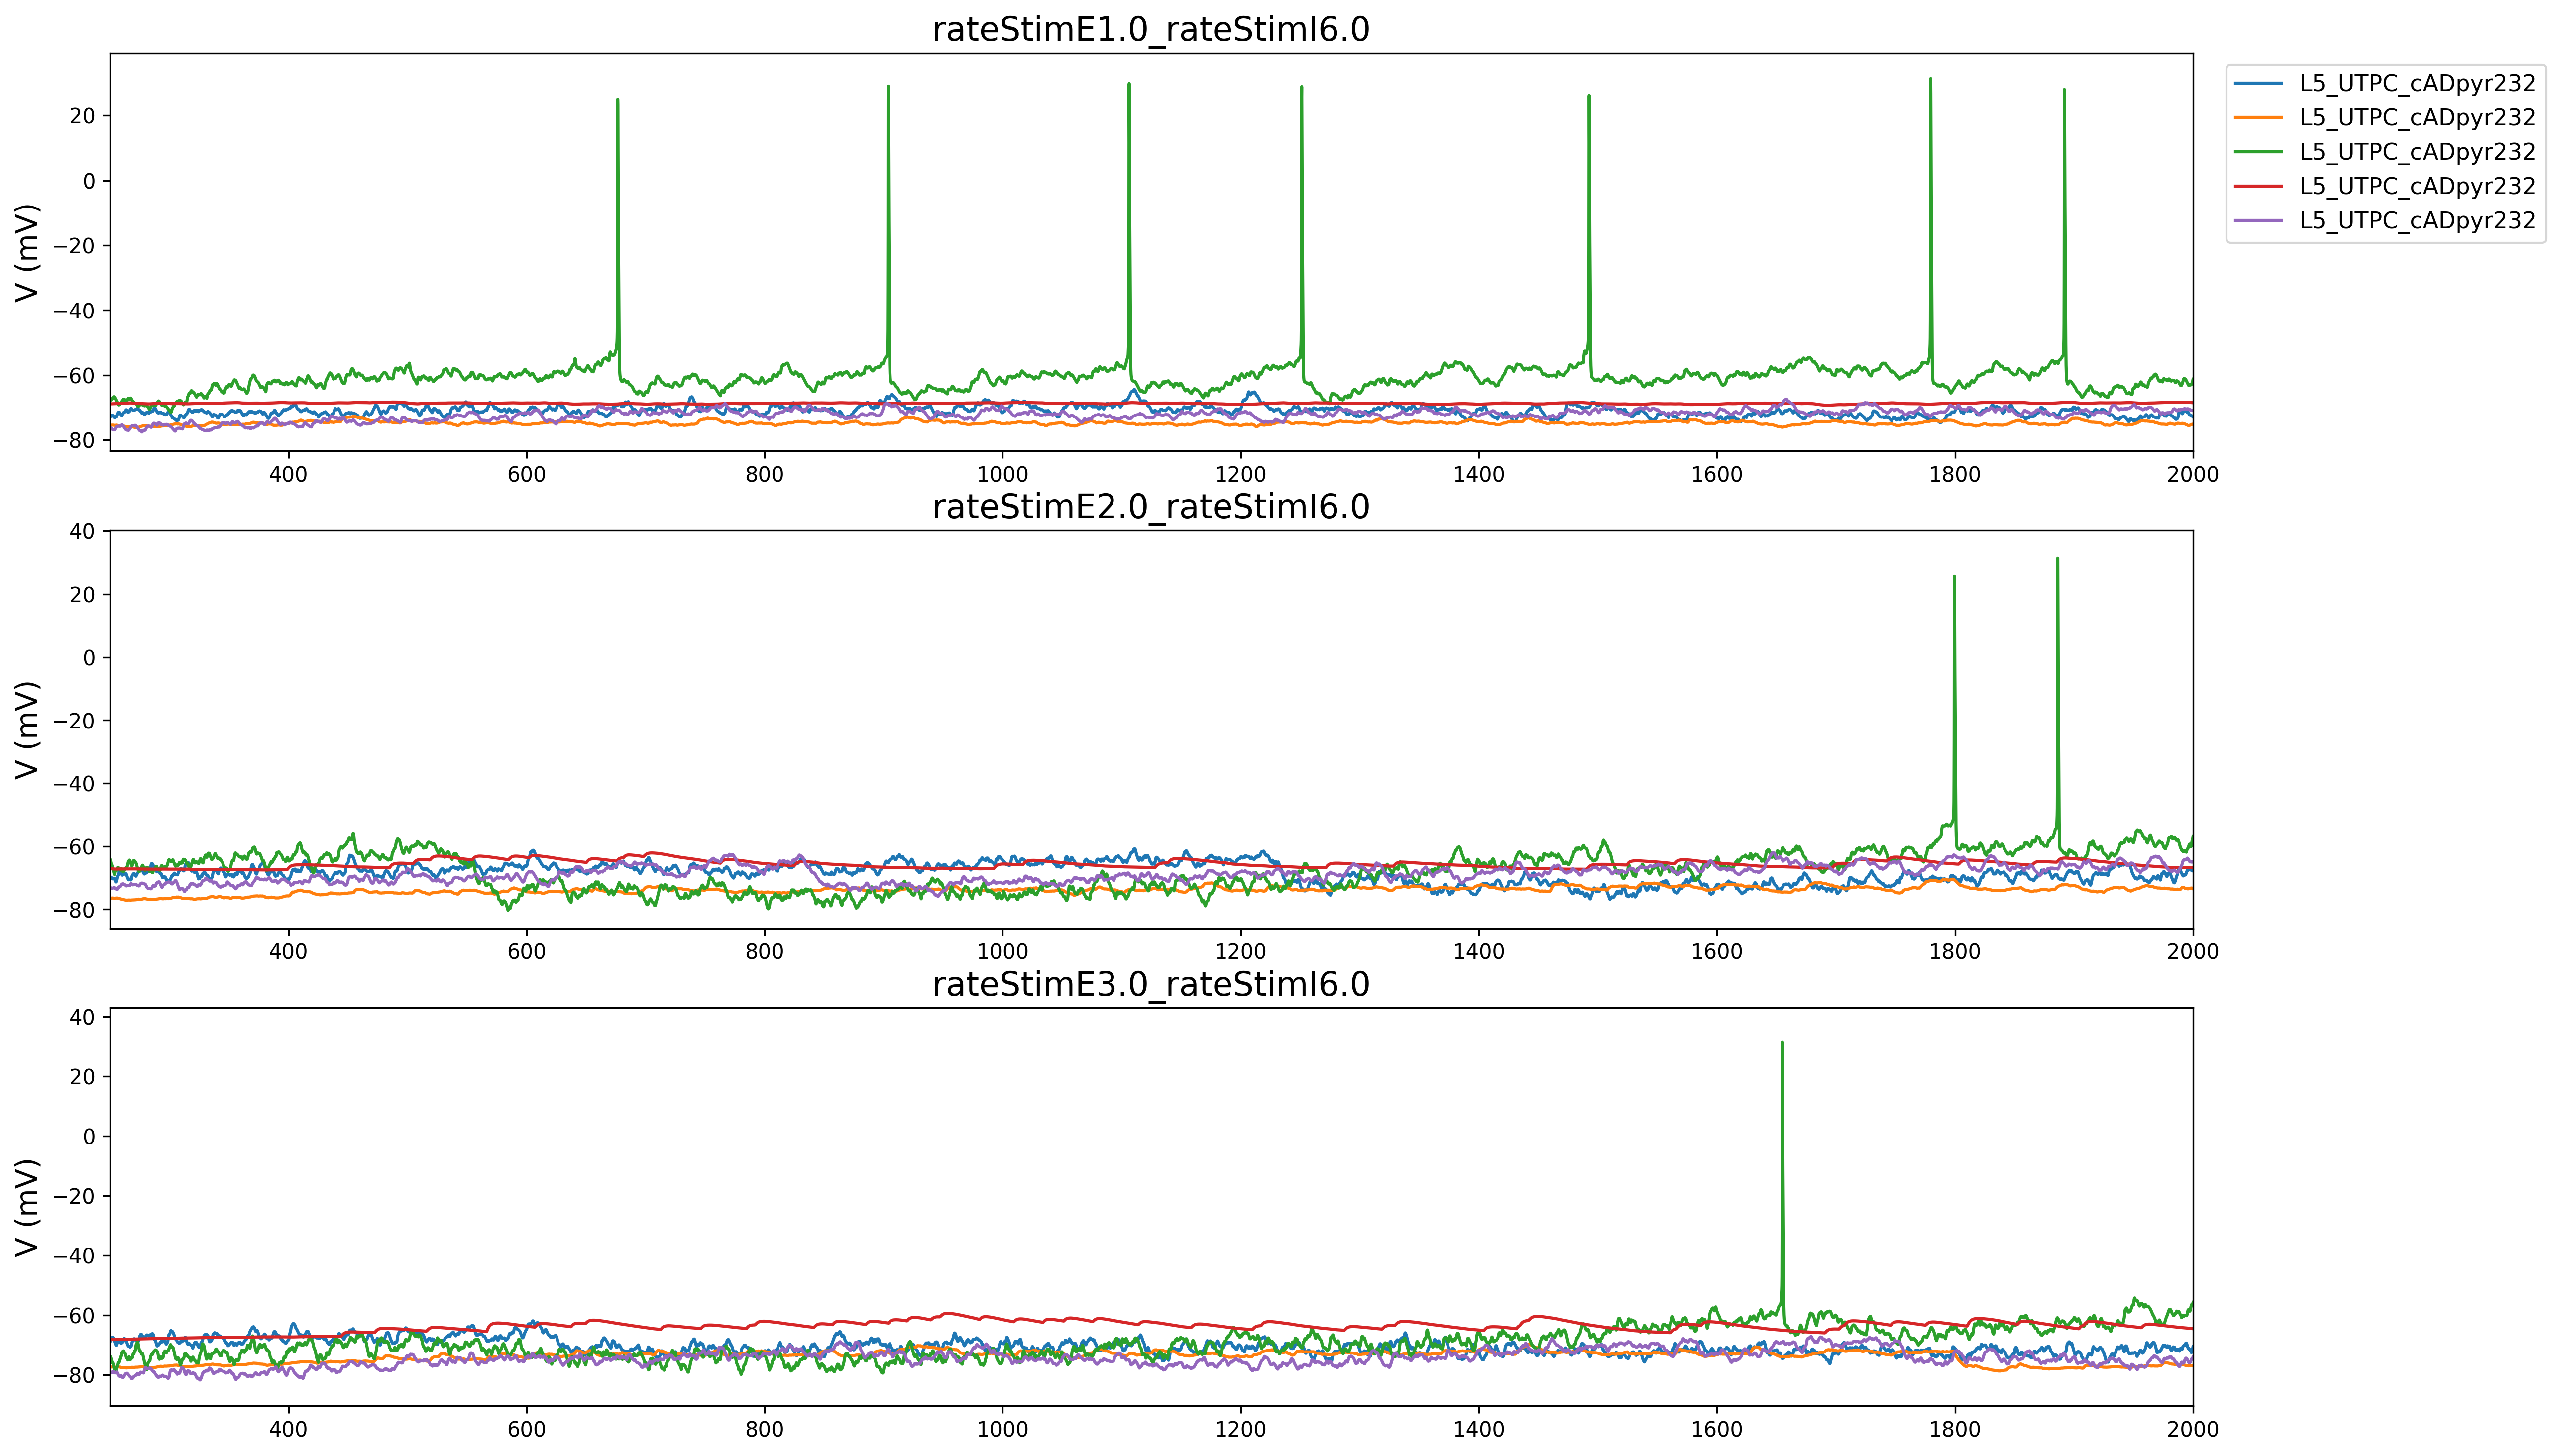 rateStimE1.0_rateStimI6.0
L5_UTPC_cADpyr232
L5_UTPC_cADpyr232
L5_UTPC_cADpyr232
L5_UTPC_cADpyr232
L5_UTPC_cADpyr232
V (mV)
20
0
−20
−40
−60
−80
400 600 800 1000 1200 1400 1600 1800 2000
rateStimE2.0_rateStimI6.0
V (mV)
40
20
0
−20
−40
−60
−80
400 600 800 1000 1200 1400 1600 1800 2000
rateStimE3.0_rateStimI6.0
V (mV)
40
20
0
−20
−40
−60
−80
400 600 800 1000 1200 1400 1600 1800 2000